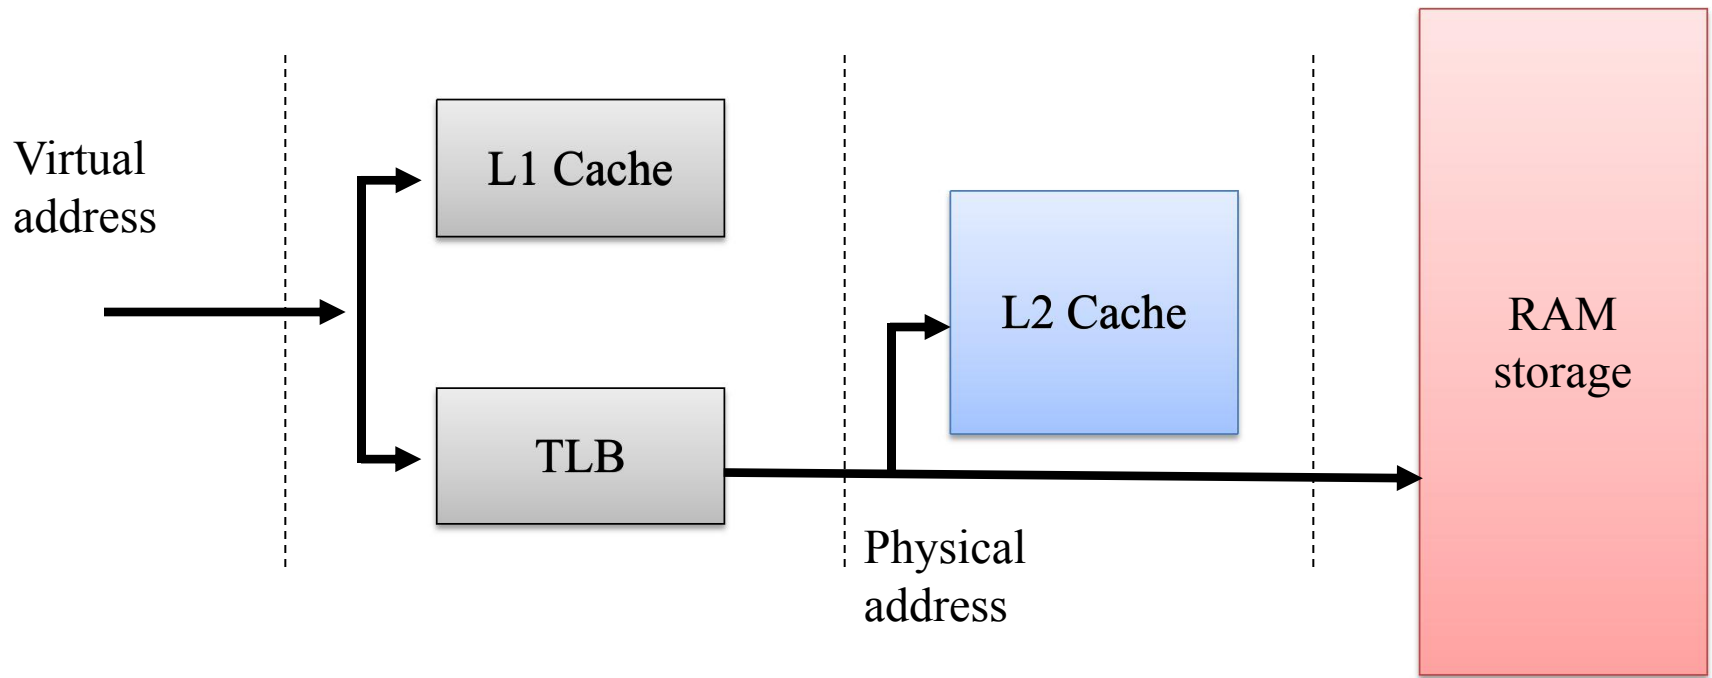 Virtual
address
L1 Cache
TLB
L2 Cache
Physical
address
RAM
storage